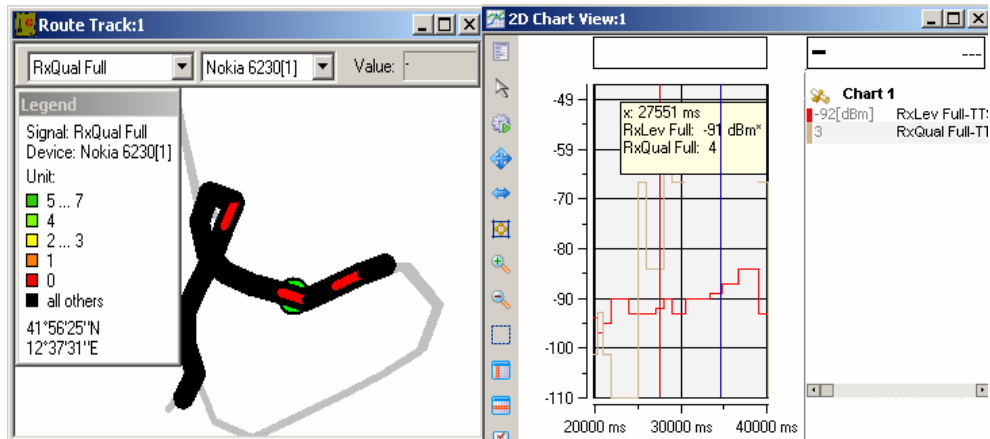 Route Track:1
RxQual Full
Nokia 6230[1]
Value: -
Legend
Signal: RxQual Full
Device: Nokia 6230[1]
Unit:
5 ... 7
4
2 ... 3
1
0
all others
41°56'25"N
12°37'31"E
2D Chart View:1
---
-49
-59
-70
-80
-90
-100
-110
x: 27551 ms
RxLev Full: -91 dBm*
RxQual Full: 4
20000 ms
30000 ms
40000 ms
Chart 1
-92[dBm] RxLev Full-TTS
3 RxQual Full-TT